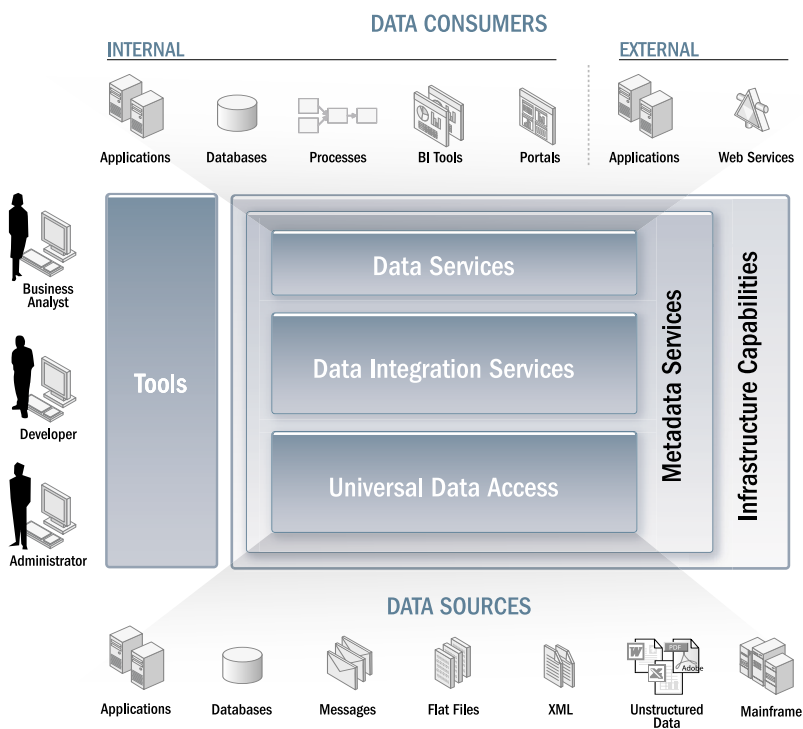 DATA CONSUMERS
INTERNAL
EXTERNAL
Applications
Databases
Processes
BI Tools
Portals
Applications
Web Services
Business
Analyst
Developer
Administrator
Tools
Data Services
Data Integration Services
Universal Data Access
Metadata Services
Infrastructure Capabilities
DATA SOURCES
W
PDF
Adobe
X
Applications
Databases
Messages
Flat Files
XML
Unstructured
Data
Mainframe